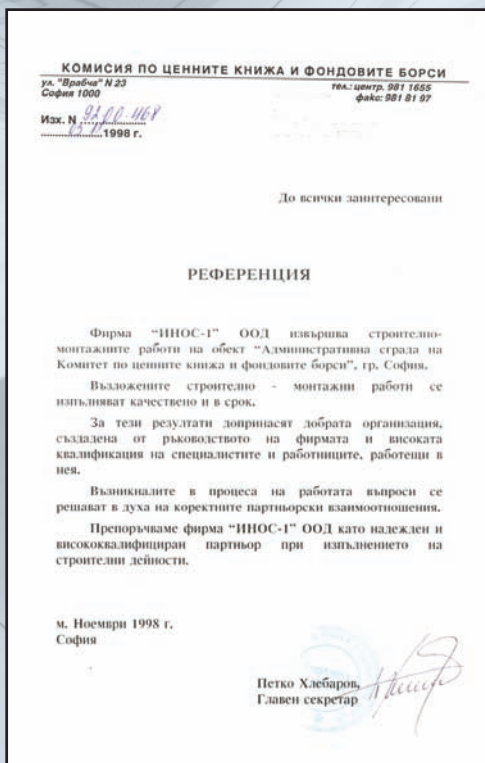 КОМИСИЯ ПО ЦЕННИТЕ КНИЖА И ФОНДОВИТЕ БОРСИ
ул. "Врабча" N 23
София 1000
тел.: центр. 981 1655
факс: 981 81 97
Изх. N 9200-468
03.11 1998 г.
До всички заинтересовани
РЕФЕРЕНЦИЯ
Фирма “ИНОС-1” ООД извършва строително-
монтажните работи на обект “Административна сграда на
Комитет по ценните книжа и фондовите борси”, гр. София.
Възложените строително - монтажни работи се
изпълняват качествено и в срок.
За тези резултати допринасят добрата организация,
създадена от ръководството на фирмата и високата
квалификация на специалистите и работниците, работещи в
нея.
Възникналите в процеса на работата въпроси се
решават в духа на коректните партньорски взаимоотношения.
Препоръчваме фирма “ИНОС-1” ООД като надежден и
висококвалифициран партньор при изпълнението на
строителни дейности.
м. Ноември 1998 г.
София
Петко Хлебаров,
Главен секретар